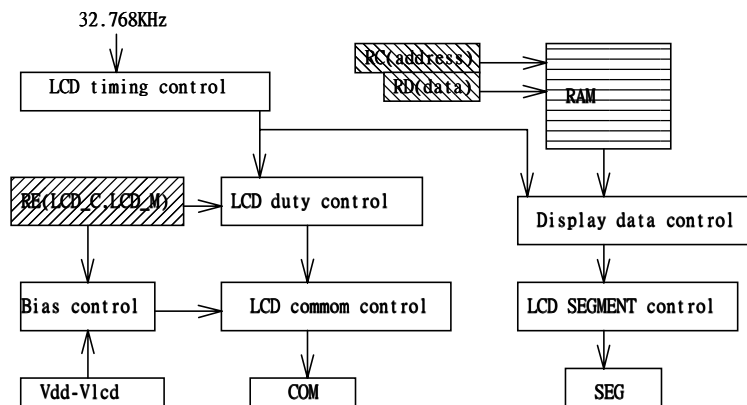 32.768KHz
LCD timing control
RC(address)
RD(data)
RAM
RE(LCD_C,LCD_M)
LCD duty control
Display data control
Bias control
LCD commom control
LCD SEGMENT control
Vdd-Vlcd
COM
SEG